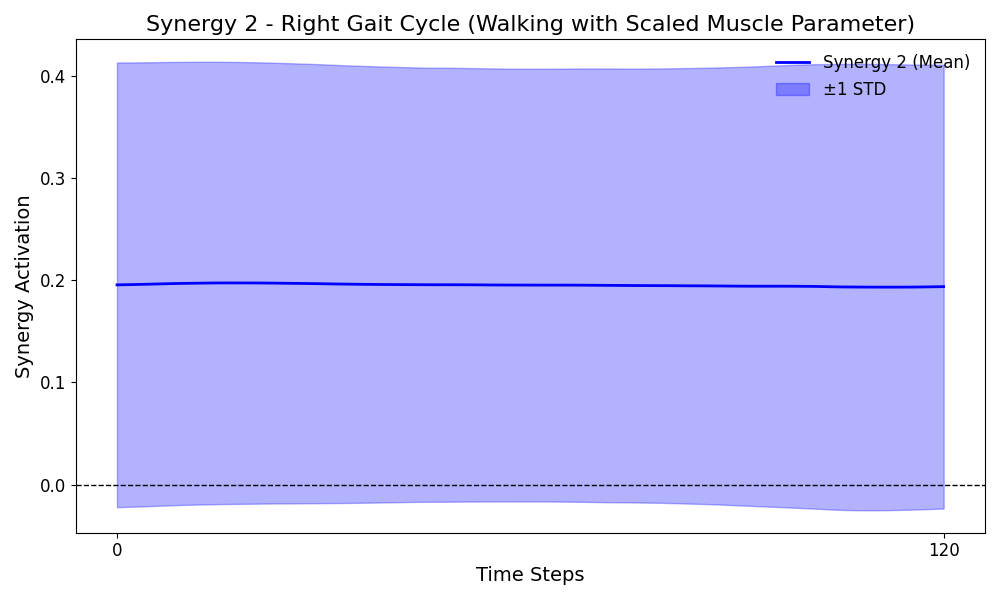 Synergy 2 - Right Gait Cycle (Walking with Scaled Muscle Parameter)
Synergy 2 (Mean)
±1 STD
Synergy Activation
0.4
0.3
0.2
0.1
0.0
0
120
Time Steps